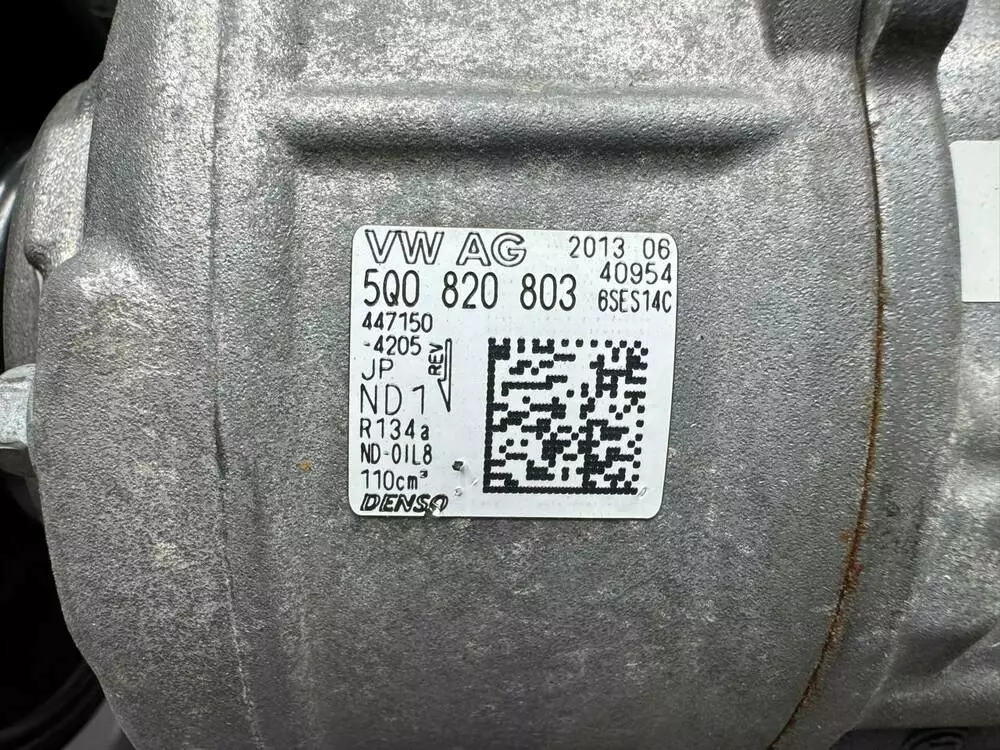 VW AG 2013 06
40954
5Q0 820 803 6SES14C
447150
-4205
REV
JP
ND1
R134a
ND-OIL8
110cm³
DENSO